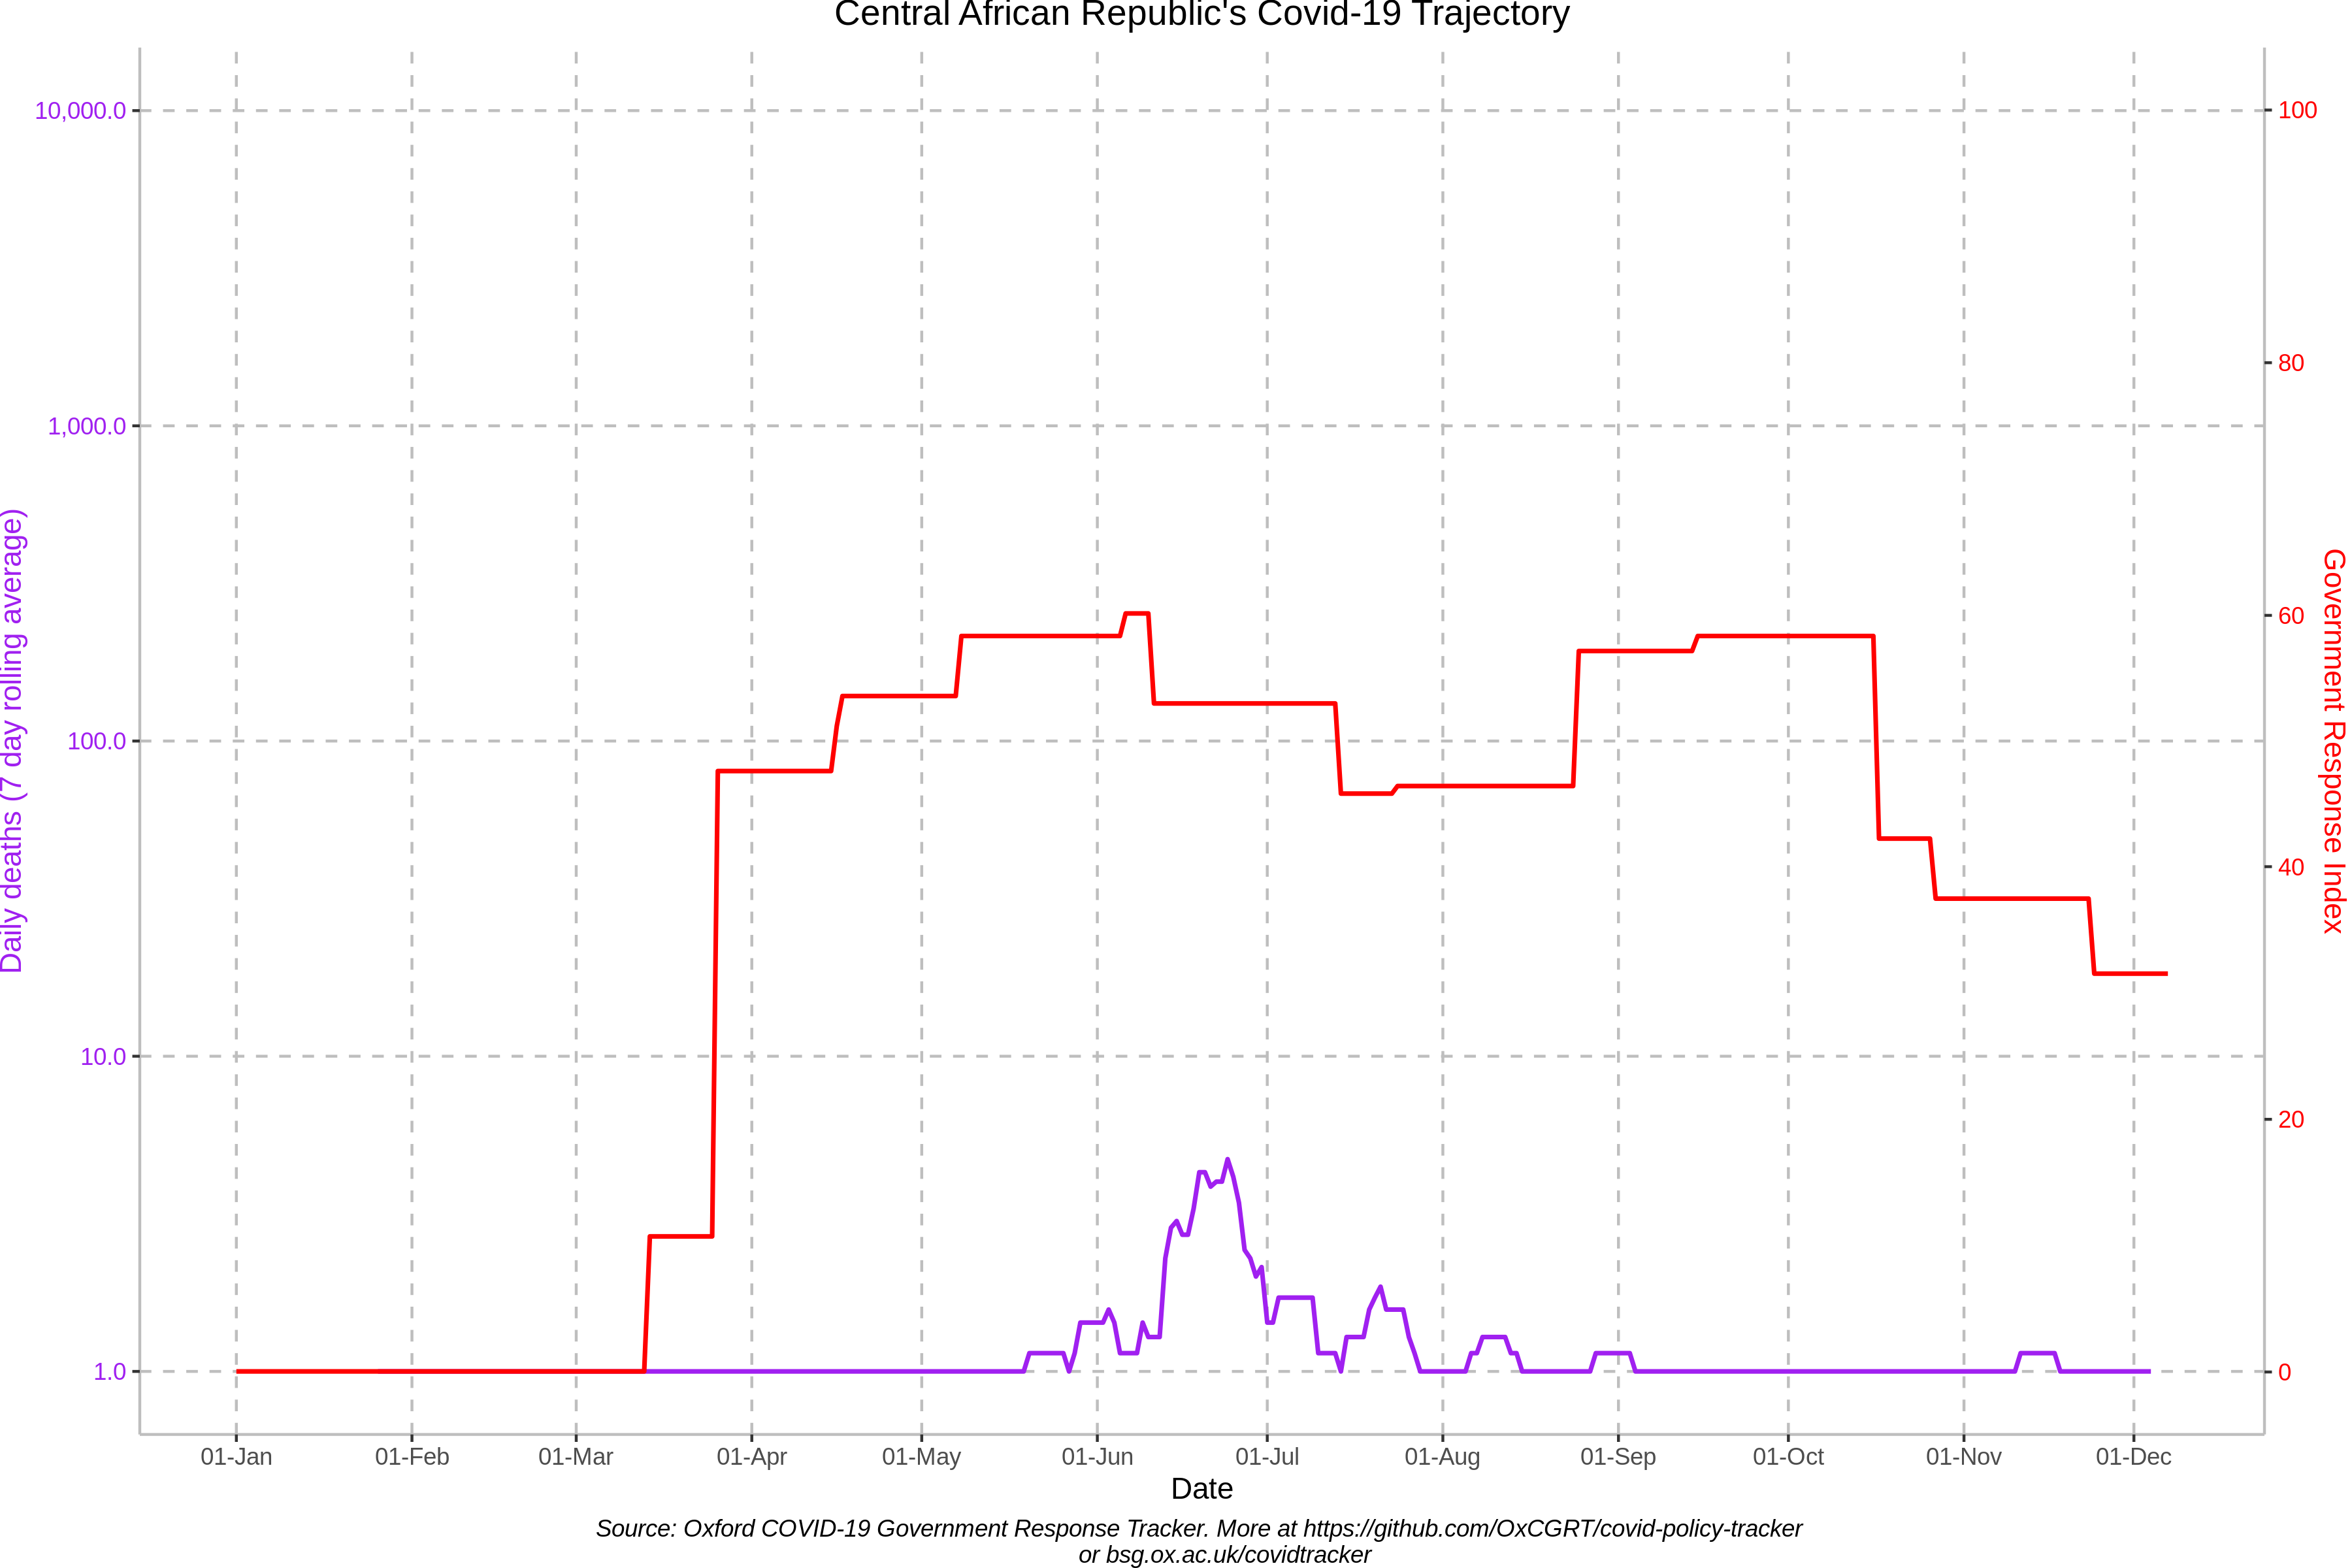 Central African Republic's Covid-19 Trajectory
10,000.0
1,000.0
100.0
10.0
1.0
Daily deaths (7 day rolling average)
100
80
60
40
20
0
Government Response Index
01-Jan
01-Feb
01-Mar
01-Apr
01-May
01-Jun
01-Jul
01-Aug
01-Sep
01-Oct
01-Nov
01-Dec
Date
Source: Oxford COVID-19 Government Response Tracker. More at https://github.com/OxCGRT/covid-policy-tracker
or bsg.ox.ac.uk/covidtracker